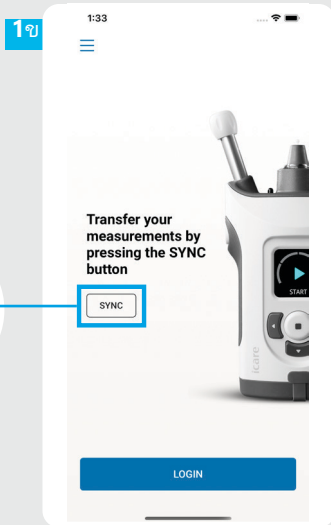 1ข
1:33
Transfer your
measurements by
pressing the SYNC
button
SYNC
START
icare
LOGIN